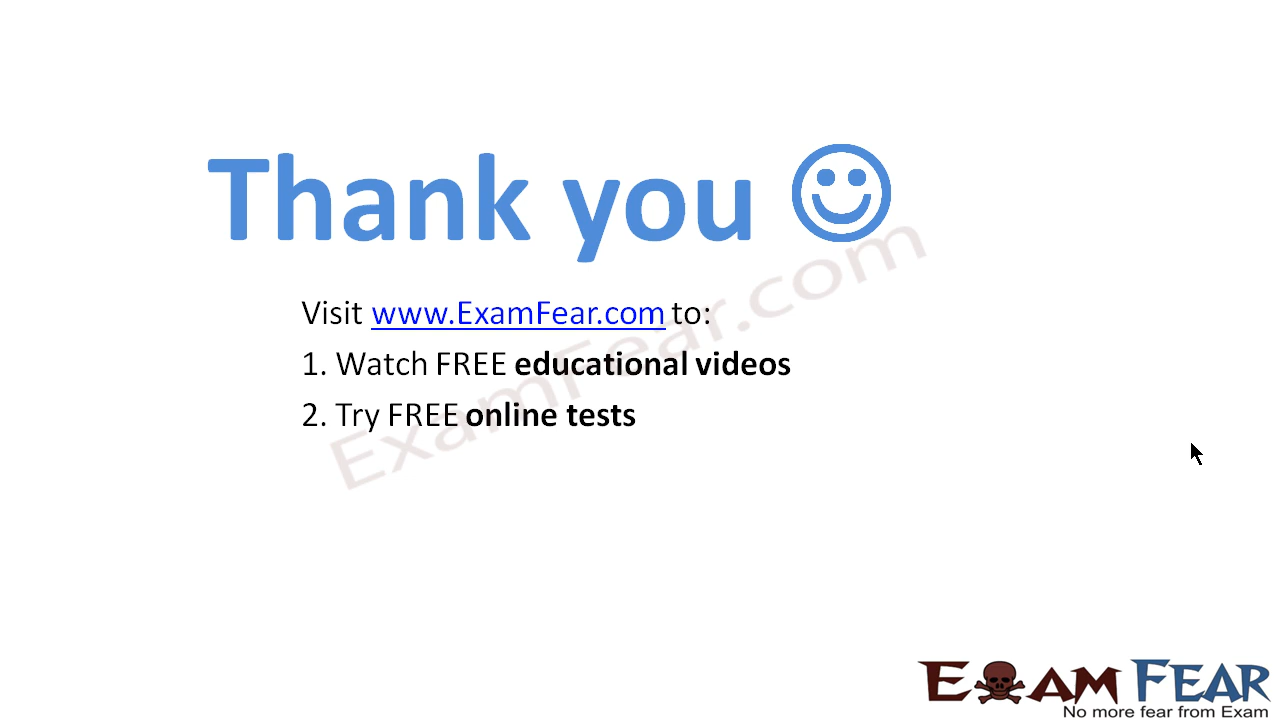 Thank you
Visit www.ExamFear.com to:
1. Watch FREE educational videos
2. Try FREE online tests
ExamFear.com
EXAM FEAR
No more fear from Exam